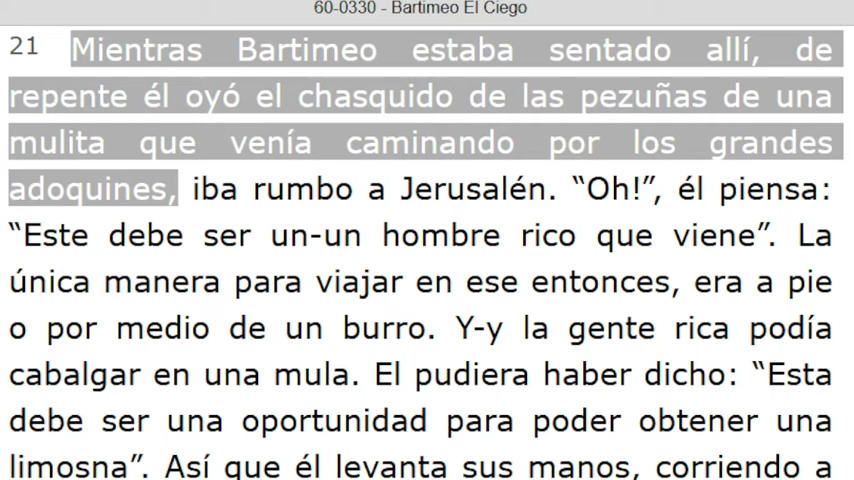 60-0330 - Bartimeo El Ciego
21 Mientras Bartimeo estaba sentado allí, de
repente él oyó el chasquido de las pezuñas de una
mulita que venía caminando por los grandes
adoquines, iba rumbo a Jerusalén. “Oh!”, él piensa:
“Este debe ser un-un hombre rico que viene”. La
única manera para viajar en ese entonces, era a pie
o por medio de un burro. Y-y la gente rica podía
cabalgar en una mula. El pudiera haber dicho: “Esta
debe ser una oportunidad para poder obtener una
limosna”. Así que él levanta sus manos, corriendo a